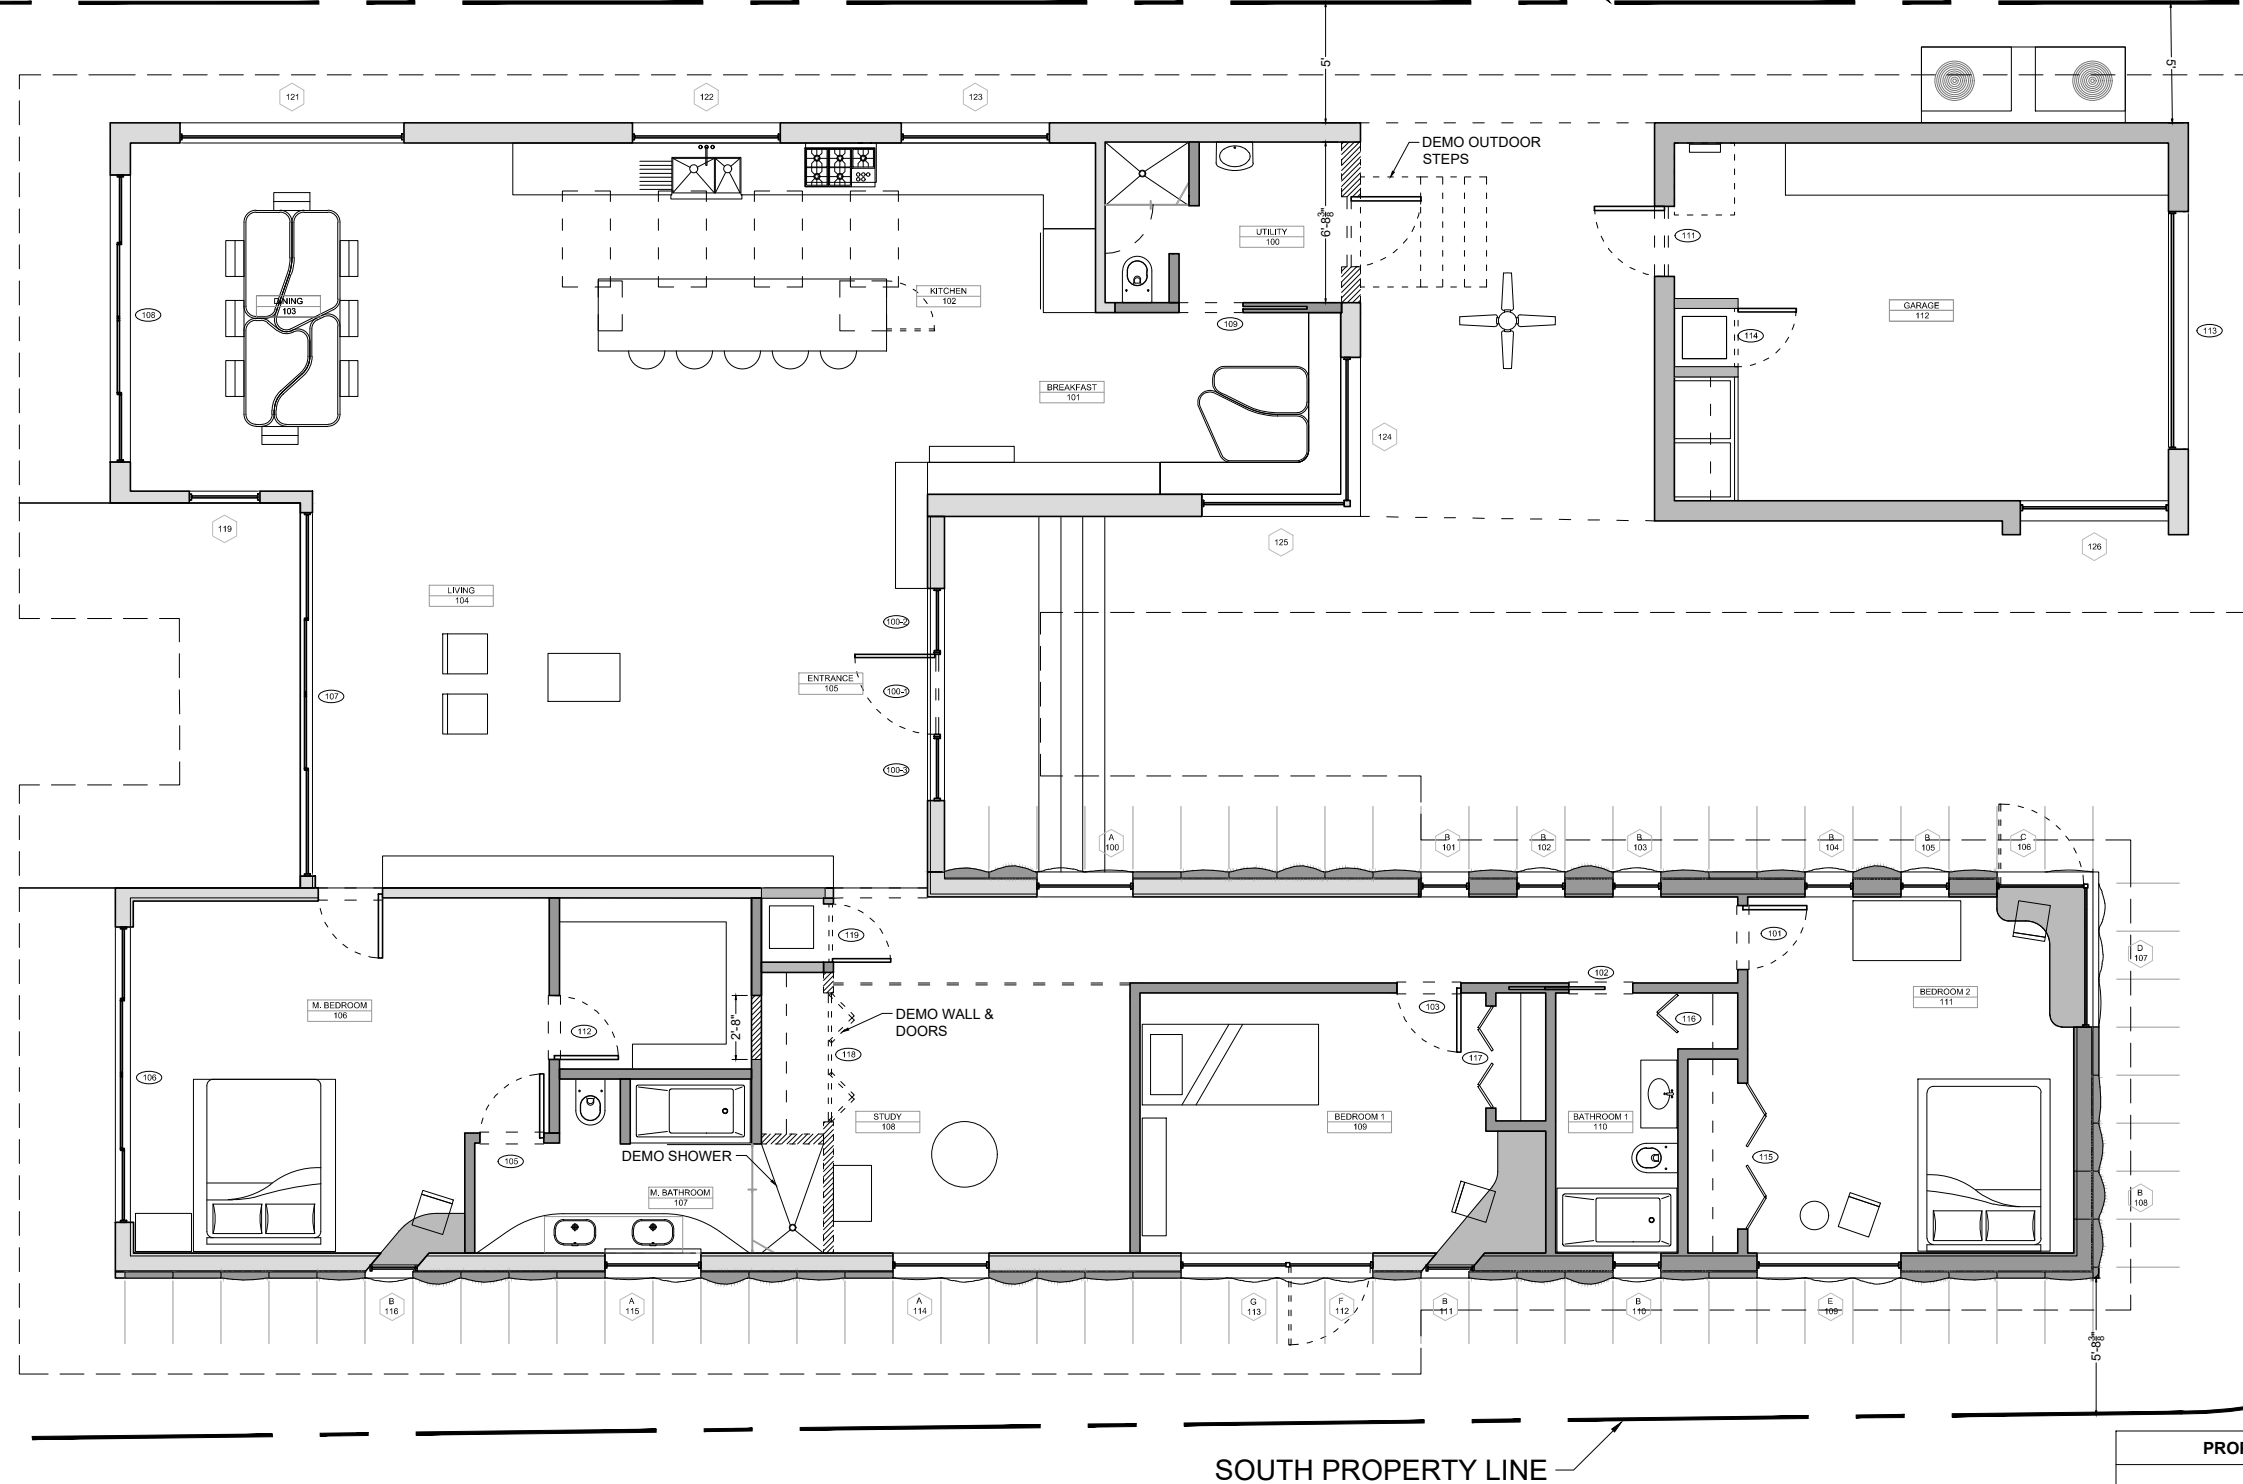 5'
5'
121
122
123
DEMO OUTDOOR
STEPS
6'-8⅜"
UTILITY
100
111
KITCHEN
102
DINING
103
GARAGE
112
108
109
114
113
BREAKFAST
101
124
119
125
126
LIVING
104
100-2
ENTRANCE
105
100-1
107
100-3
A
100
B
101
B
102
B
103
B
104
B
105
C
106
119
101
D
107
102
M. BEDROOM
106
BEDROOM 2
111
103
116
DEMO WALL &
DOORS
112
2'-8"
118
117
106
STUDY
108
BEDROOM 1
109
BATHROOM 1
110
DEMO SHOWER
105
115
M. BATHROOM
107
B
108
B
116
A
115
A
114
G
113
F
112
B
111
B
110
E
109
5'-8⅜"
SOUTH PROPERTY LINE